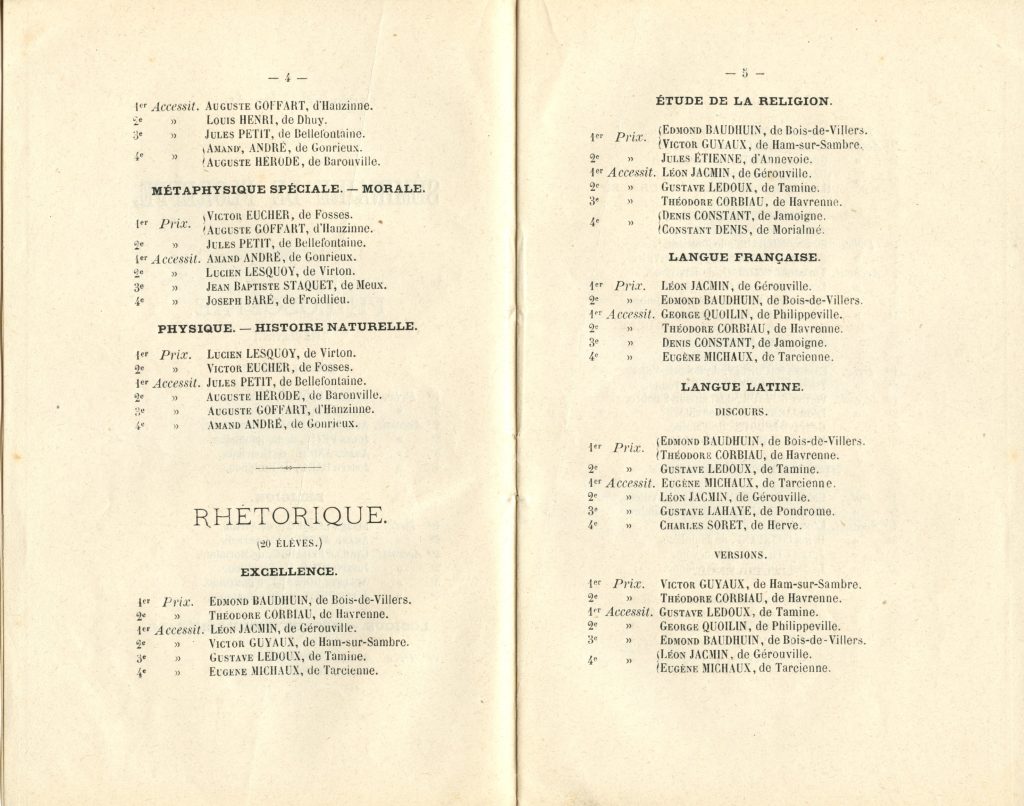 — 4 —
1er Accessit. AUGUSTE GOFFART, d'Hanzinne.
2e » LOUIS HENRI, de Dhuy.
3e » JULES PETIT, de Bellefontaine.
4e » AMAND, ANDRÉ, de Gonrieux.
AUGUSTE HÉRODE, de Baronville.
MÉTAPHYSIQUE SPÉCIALE. — MORALE.
1er Prix. VICTOR EUCHER, de Fosses.
AUGUSTE GOFFART, d'Hanzinne.
2e » JULES PETIT, de Bellefontaine.
1er Accessit. AMAND ANDRÉ, de Gonrieux.
2e » LUCIEN LESQUOY, de Virton.
3e » JEAN BAPTISTE STAQUET, de Meux.
4e » JOSEPH BARÉ, de Froidlieu.
PHYSIQUE. — HISTOIRE NATURELLE.
1er Prix. LUCIEN LESQUOY, de Virton.
2e » VICTOR EUCHER, de Fosses.
1er Accessit. JULES PETIT, de Bellefontaine.
2e » AUGUSTE HÉRODE, de Baronville.
3e » AUGUSTE GOFFART, d'Hanzinne.
4e » AMAND ANDRÉ, de Gonrieux.
RHÉTORIQUE.
(20 ÉLÈVES.)
EXCELLENCE.
1er Prix. EDMOND BAUDHUIN, de Bois-de-Villers.
2e » THÉODORE CORBIAU, de Havrenne.
1er Accessit. LÉON JACMIN, de Gérouville.
2e » VICTOR GUYAUX, de Ham-sur-Sambre.
3e » GUSTAVE LEDOUX, de Tamine.
4e » EUGÈNE MICHAUX, de Tarcienne.
— 5 —
ÉTUDE DE LA RELIGION.
1er Prix. EDMOND BAUDHUIN, de Bois-de-Villers.
VICTOR GUYAUX, de Ham-sur-Sambre.
2e » JULES ÉTIENNE, d'Annevoie.
1er Accessit. LÉON JACMIN, de Gérouville.
2e » GUSTAVE LEDOUX, de Tamine.
3e » THÉODORE CORBIAU, de Havrenne.
4e » DENIS CONSTANT, de Jamoigne.
CONSTANT DENIS, de Morialmé.
LANGUE FRANÇAISE.
1er Prix. LÉON JACMIN, de Gérouville.
2e » EDMOND BAUDHUIN, de Bois-de-Villers.
1er Accessit. GEORGE QUOILIN, de Philippeville.
2e » THÉODORE CORBIAU, de Havrenne.
3e » DENIS CONSTANT, de Jamoigne.
4e » EUGÈNE MICHAUX, de Tarcienne.
LANGUE LATINE.
DISCOURS.
1er Prix. EDMOND BAUDHUIN, de Bois-de-Villers.
THÉODORE CORBIAU, de Havrenne.
2e » GUSTAVE LEDOUX, de Tamine.
1er Accessit. EUGÈNE MICHAUX, de Tarcienne.
2e » LÉON JACMIN, de Gérouville.
3e » GUSTAVE LAHAYE, de Pondrome.
4e » CHARLES SORET, de Herve.
VERSIONS.
1er Prix. VICTOR GUYAUX, de Ham-sur-Sambre.
2e » THÉODORE CORBIAU, de Havrenne.
1er Accessit. GUSTAVE LEDOUX, de Tamine.
2e » GEORGE QUOILIN, de Philippeville.
3e » EDMOND BAUDHUIN, de Bois-de-Villers.
4e » LÉON JACMIN, de Gérouville.
EUGÈNE MICHAUX, de Tarcienne.